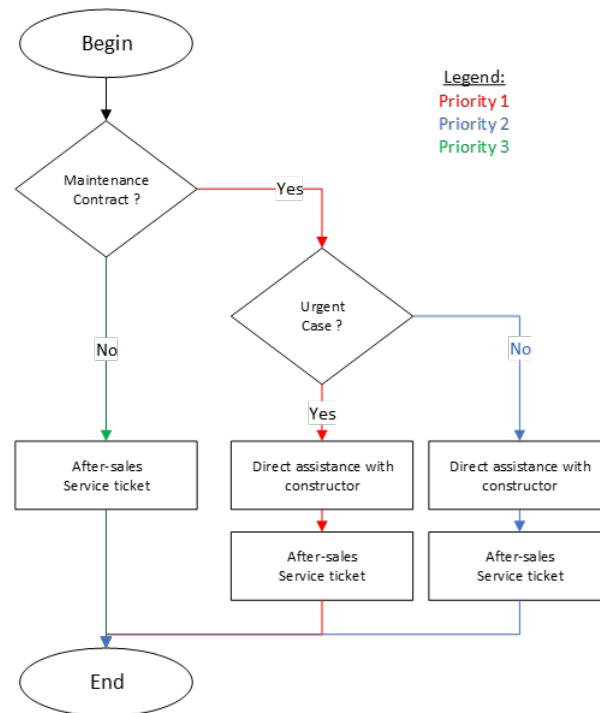 Begin
Legend:
Priority 1
Priority 2
Priority 3
Maintenance
Contract ?
Yes
Urgent
Case ?
No
No
Yes
After-sales
Service ticket
Direct assistance with
constructor
Direct assistance with
constructor
After-sales
Service ticket
After-sales
Service ticket
End